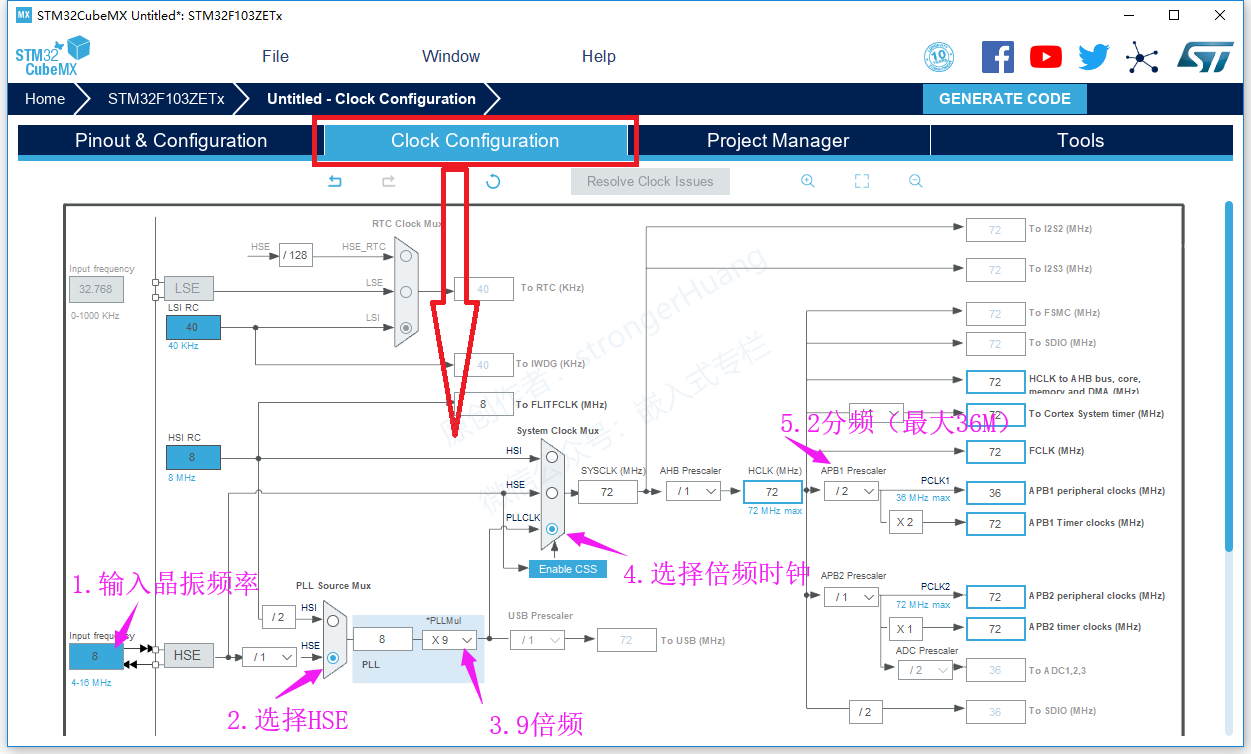 STM32CubeMX Untitled*: STM32F103ZETx
STM32
CubeMX
File
Window
Help
10
Home
STM32F103ZETx
Untitled - Clock Configuration
GENERATE CODE
Pinout & Configuration
Clock Configuration
Project Manager
Tools
Resolve Clock Issues
RTC Clock Mux
HSE
/ 128
HSE_RTC
72
To I2S2 (MHz)
Input frequency
32.768
0-1000 KHz
LSE
LSE
40
To RTC (KHz)
72
To I2S3 (MHz)
LSI RC
40
40 KHz
LSI
72
To FSMC (MHz)
72
To SDIO (MHz)
40
To IWDG (KHz)
72
HCLK to AHB bus, core,
memory and DMA (MHz)
8
To FLITFCLK (MHz)
72
To Cortex System timer (MHz)
5.2分频（最大36M）
System Clock Mux
HSI RC
8
8 MHz
HSI
72
FCLK (MHz)
HSE
SYSCLK (MHz)
72
AHB Prescaler
/ 1
HCLK (MHz)
72
72 MHz max
APB1 Prescaler
/ 2
PCLK1
36 MHz max
36
APB1 peripheral clocks (MHz)
X 2
72
APB1 Timer clocks (MHz)
PLLCLK
Enable CSS
4.选择倍频时钟
1.输入晶振频率
PLL Source Mux
APB2 Prescaler
/ 1
PCLK2
72 MHz max
72
APB2 peripheral clocks (MHz)
/ 2
HSI
*PLLMul
USB Prescaler
X 1
72
APB2 timer clocks (MHz)
Input frequency
8
4-16 MHz
HSE
/ 1
HSE
8
X 9
PLL
/ 1
72
To USB (MHz)
ADC Prescaler
/ 2
36
To ADC1,2,3
2.选择HSE
3.9倍频
/ 2
36
To SDIO (MHz)
原创作者：strongerHuang
微信公众号：嵌入式专栏